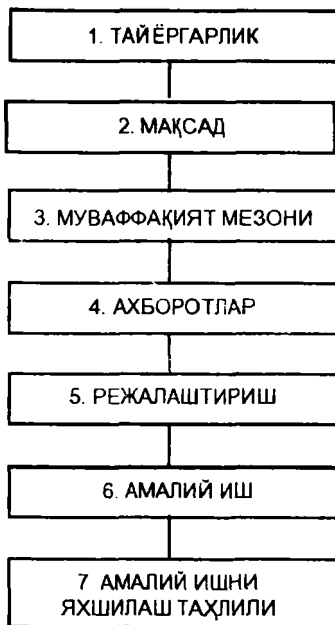 1. ТАЙЁРГАРЛИК
2. МАҚСАД
3. МУВАФФАҚИЯТ МЕЗОНИ
4. АХБОРОТЛАР
5. РЕЖАЛАШТИРИШ
6. АМАЛИЙ ИШ
7 АМАЛИЙ ИШНИ
ЯХШИЛАШ ТАҲЛИЛИ